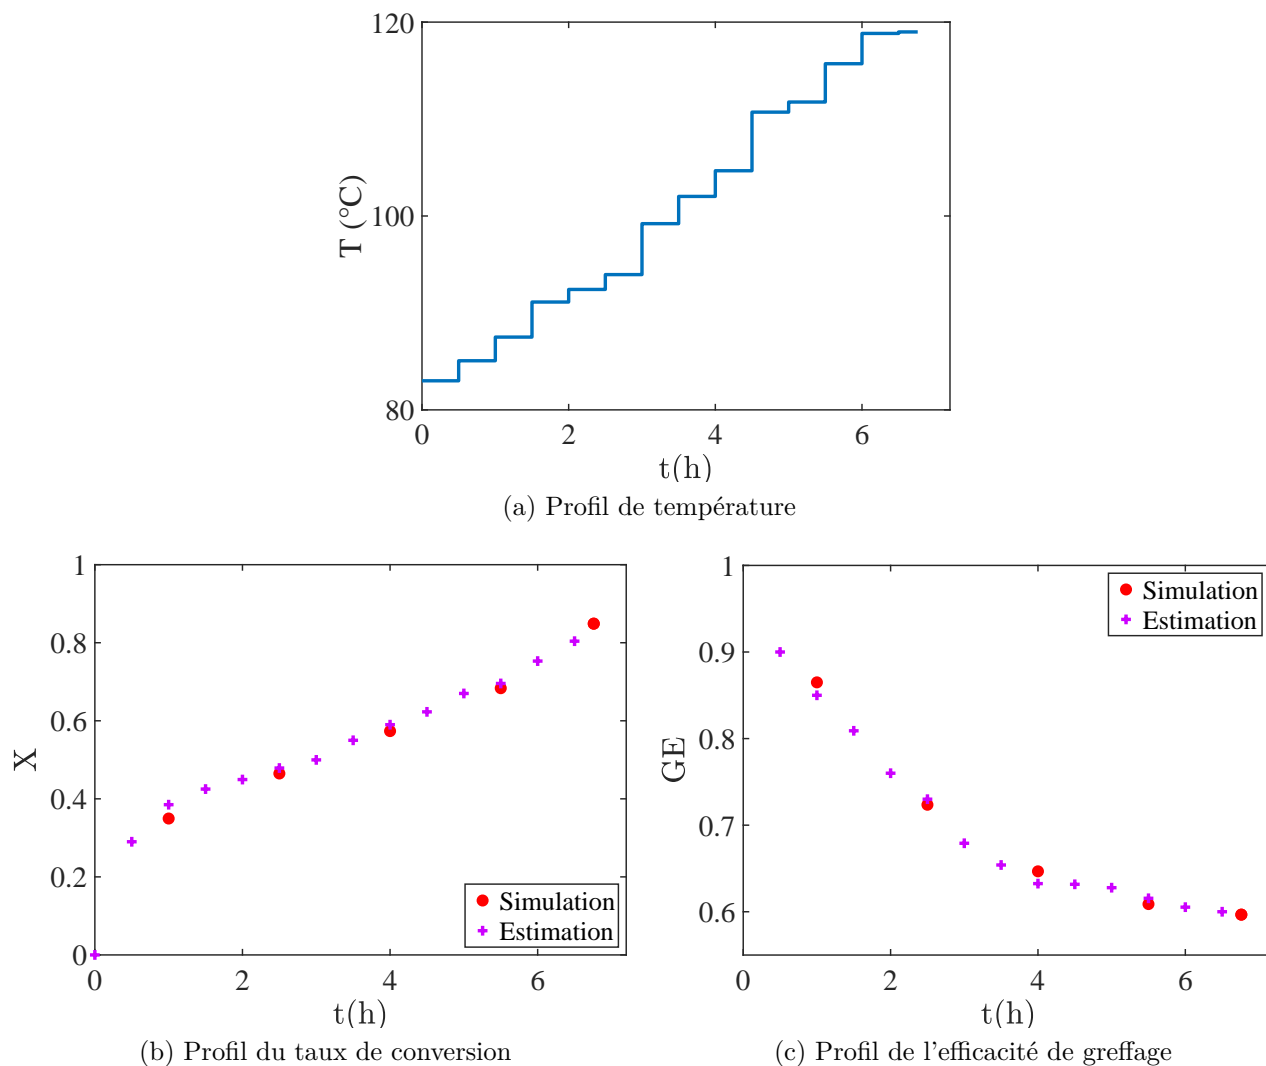 120
100
80
T (°C)
0 2 4 6
t(h)
(a) Profil de température
1
0.8
0.6
0.4
0.2
0
X
Simulation
Estimation
0 2 4 6
t(h)
(b) Profil du taux de conversion
1
0.9
0.8
0.7
0.6
GE
Simulation
Estimation
0 2 4 6
t(h)
(c) Profil de l'efficacité de greffage